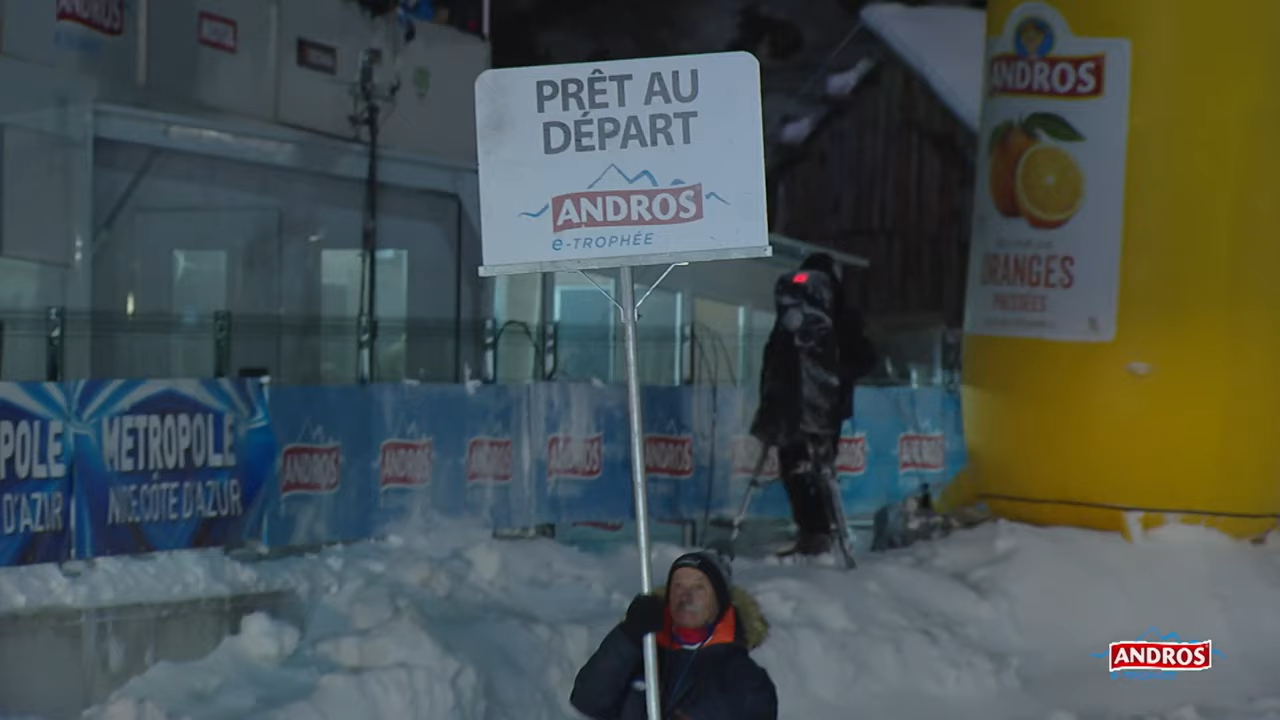 ANDROS
PRÊT AU
DÉPART
ANDROS
e-TROPHÉE
ANDROS
ORANGES
PRESSÉES
POLE
D'AZUR
METROPOLE
NICE CÔTE D'AZUR
ANDROS
ANDROS
ANDROS
ANDROS
ANDROS
ANDROS
ANDROS
ANDROS